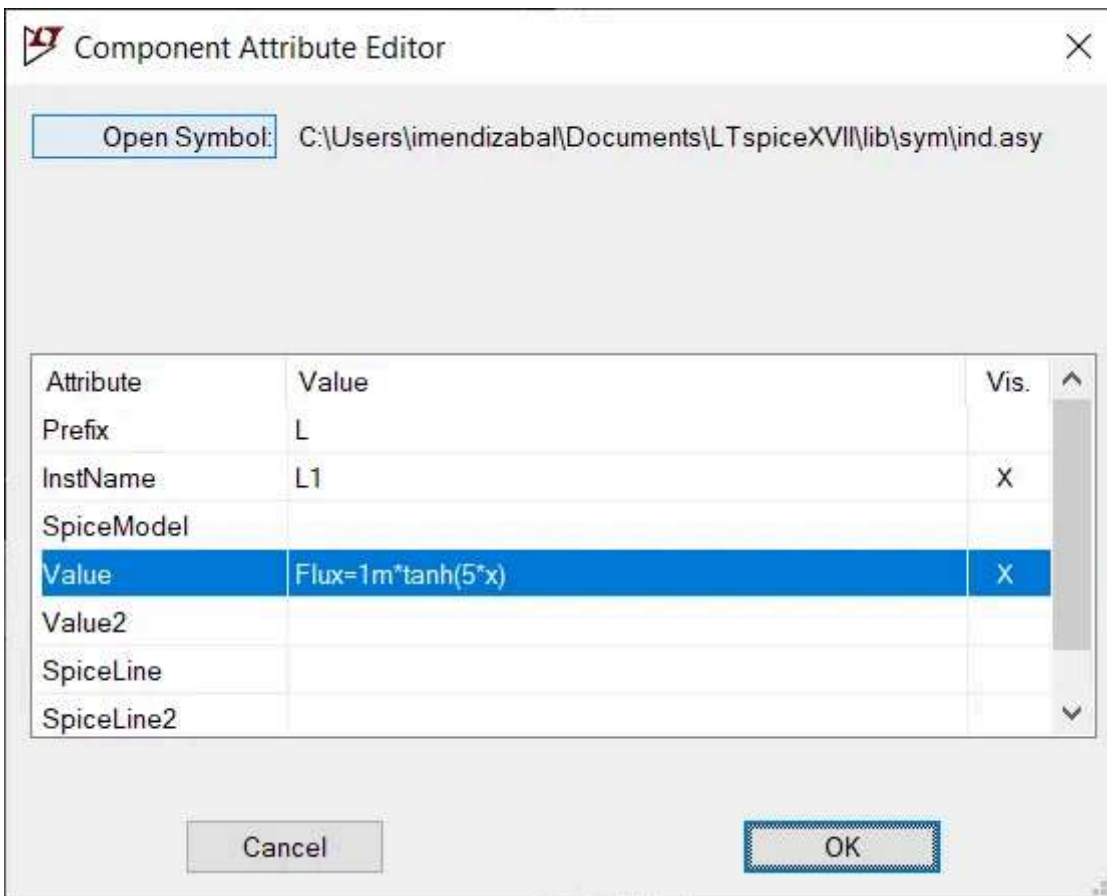 Component Attribute Editor
Open Symbol: C:\Users\imendizabal\Documents\LTspiceXVII\lib\sym\ind.asy
Attribute Value Vis.
Prefix L
InstName L1 X
SpiceModel
Value Flux=1m*tanh(5*x) X
Value2
SpiceLine
SpiceLine2
Cancel OK